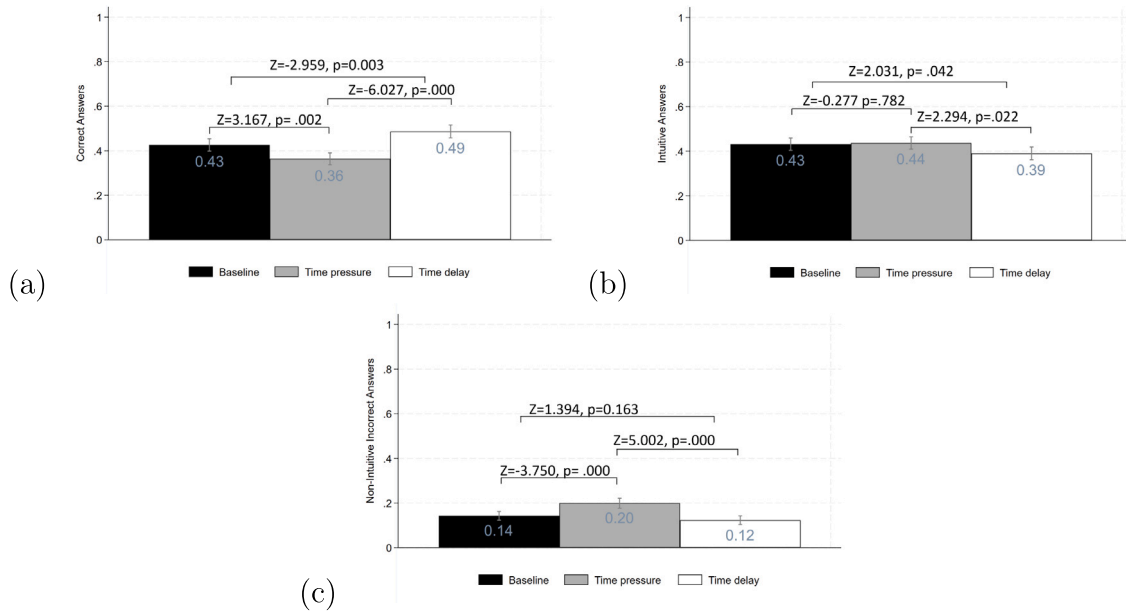 1
.8
.6
.4
.2
0
Correct Answers
Z=-2.959, p=0.003
Z=-6.027, p=.000
Z=3.167, p= .002
0.43
0.36
0.49
Baseline
Time pressure
Time delay
(a)
1
.8
.6
.4
.2
0
Intuitive Answers
Z=2.031, p= .042
Z=-0.277 p=.782
Z=2.294, p=.022
0.43
0.44
0.39
Baseline
Time pressure
Time delay
(b)
1
.8
.6
.4
.2
0
Non-Intuitive Incorrect Answers
Z=1.394, p=0.163
Z=5.002, p=.000
Z=-3.750, p= .000
0.14
0.20
0.12
Baseline
Time pressure
Time delay
(c)